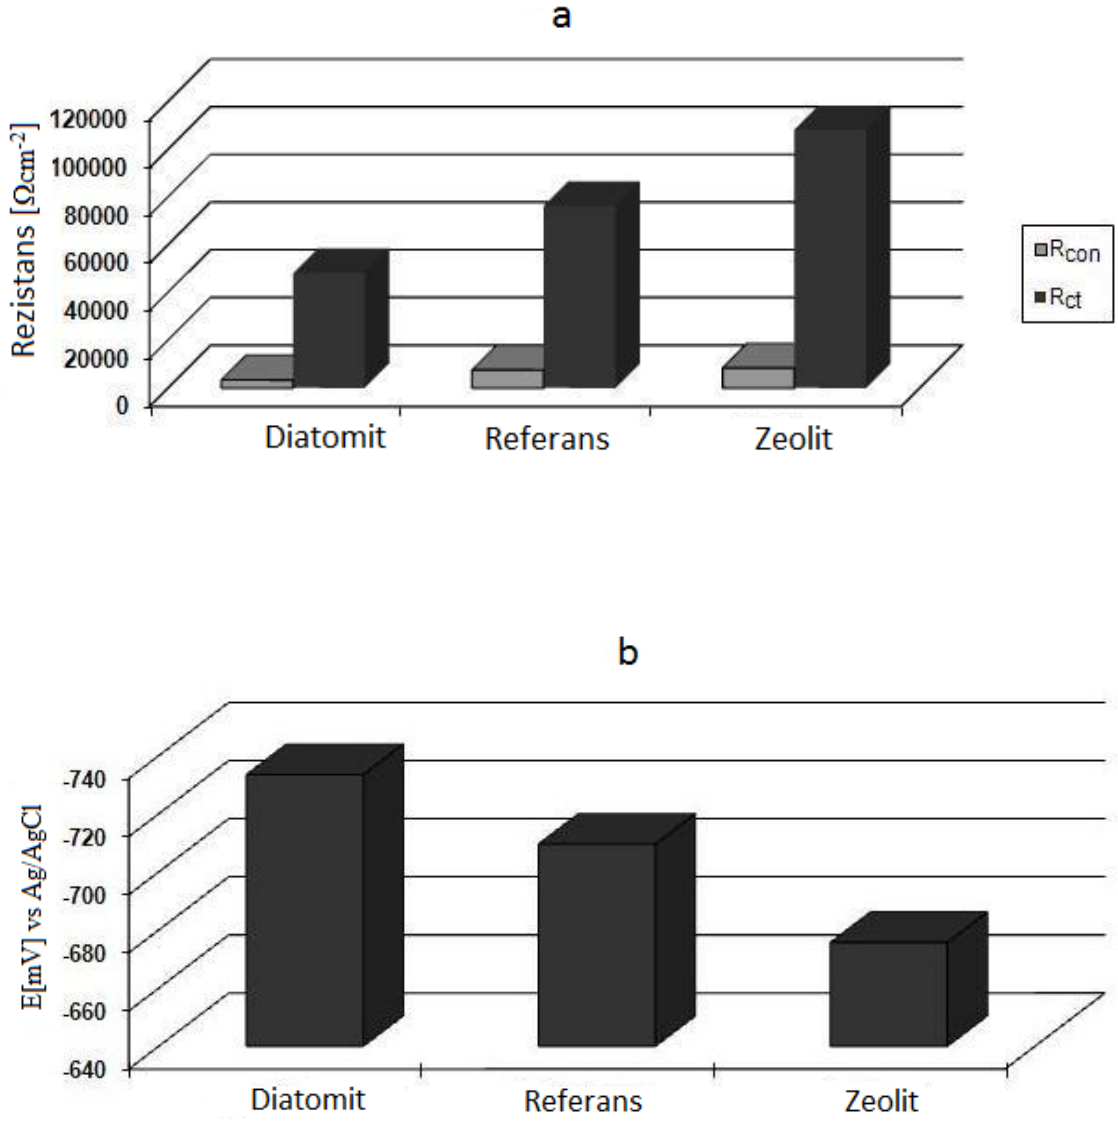 a
Rezistans [Ωcm⁻²]
120000
100000
80000
60000
40000
20000
0
Diatomit Referans Zeolit
Rcon
Rct
b
E[mV] vs Ag/AgCl
-740
-720
-700
-680
-660
-640
Diatomit Referans Zeolit